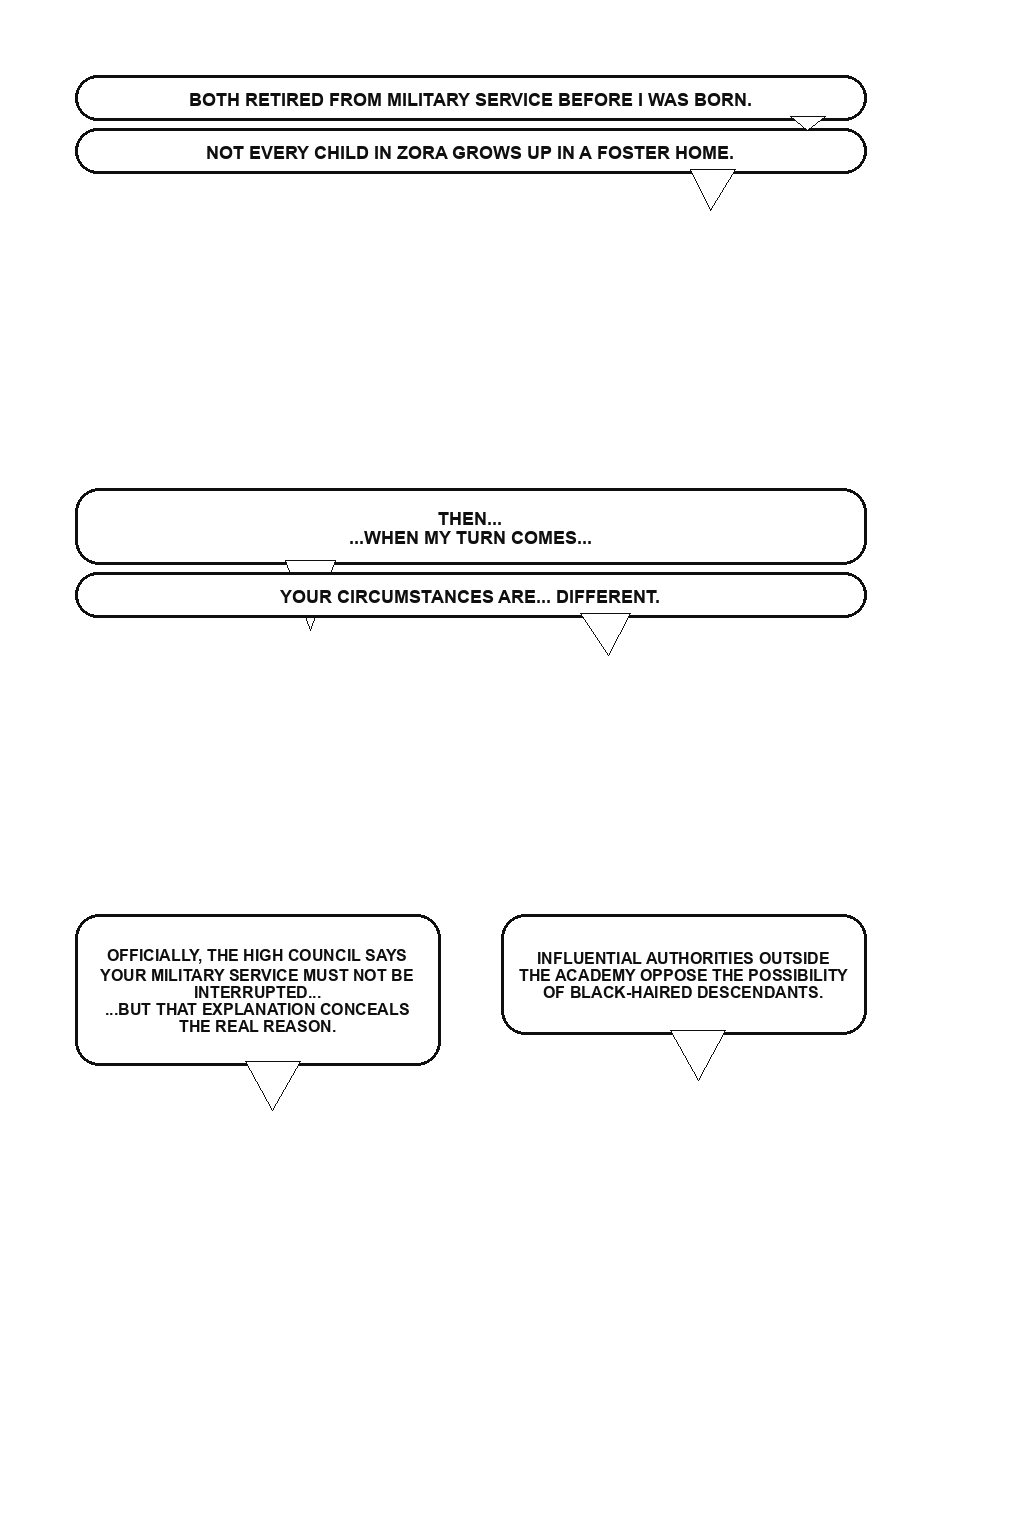 BOTH RETIRED FROM MILITARY SERVICE BEFORE I WAS BORN.
NOT EVERY CHILD IN ZORA GROWS UP IN A FOSTER HOME.
THEN...
...WHEN MY TURN COMES...
YOUR CIRCUMSTANCES ARE... DIFFERENT.
OFFICIALLY, THE HIGH COUNCIL SAYS
YOUR MILITARY SERVICE MUST NOT BE
INTERRUPTED...
...BUT THAT EXPLANATION CONCEALS
THE REAL REASON.
INFLUENTIAL AUTHORITIES OUTSIDE
THE ACADEMY OPPOSE THE POSSIBILITY
OF BLACK-HAIRED DESCENDANTS.